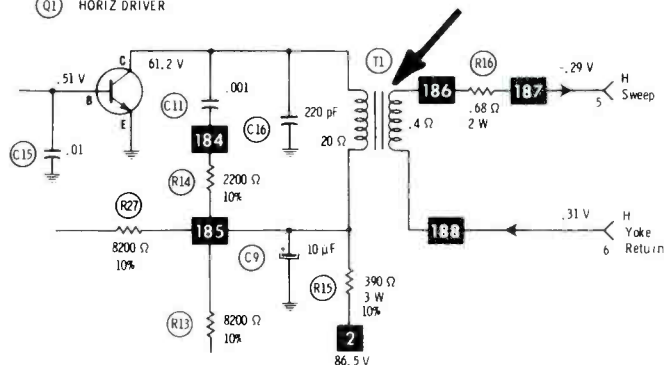 Q1 HORIZ DRIVER
C
61.2 V
.51 V
B
E
C15
.01
C11
.001
184
C16
220 pF
R14
2200 Ω
10%
R27
8200 Ω
10%
185
C9
10 µF
R13
8200 Ω
10%
R15
390 Ω
3 W
10%
2
86.5 V
T1
20 Ω
.4 Ω
186
R16
.68 Ω
2 W
187
-.29 V
H
5 Sweep
188
.31 V
H
Yoke
6 Return